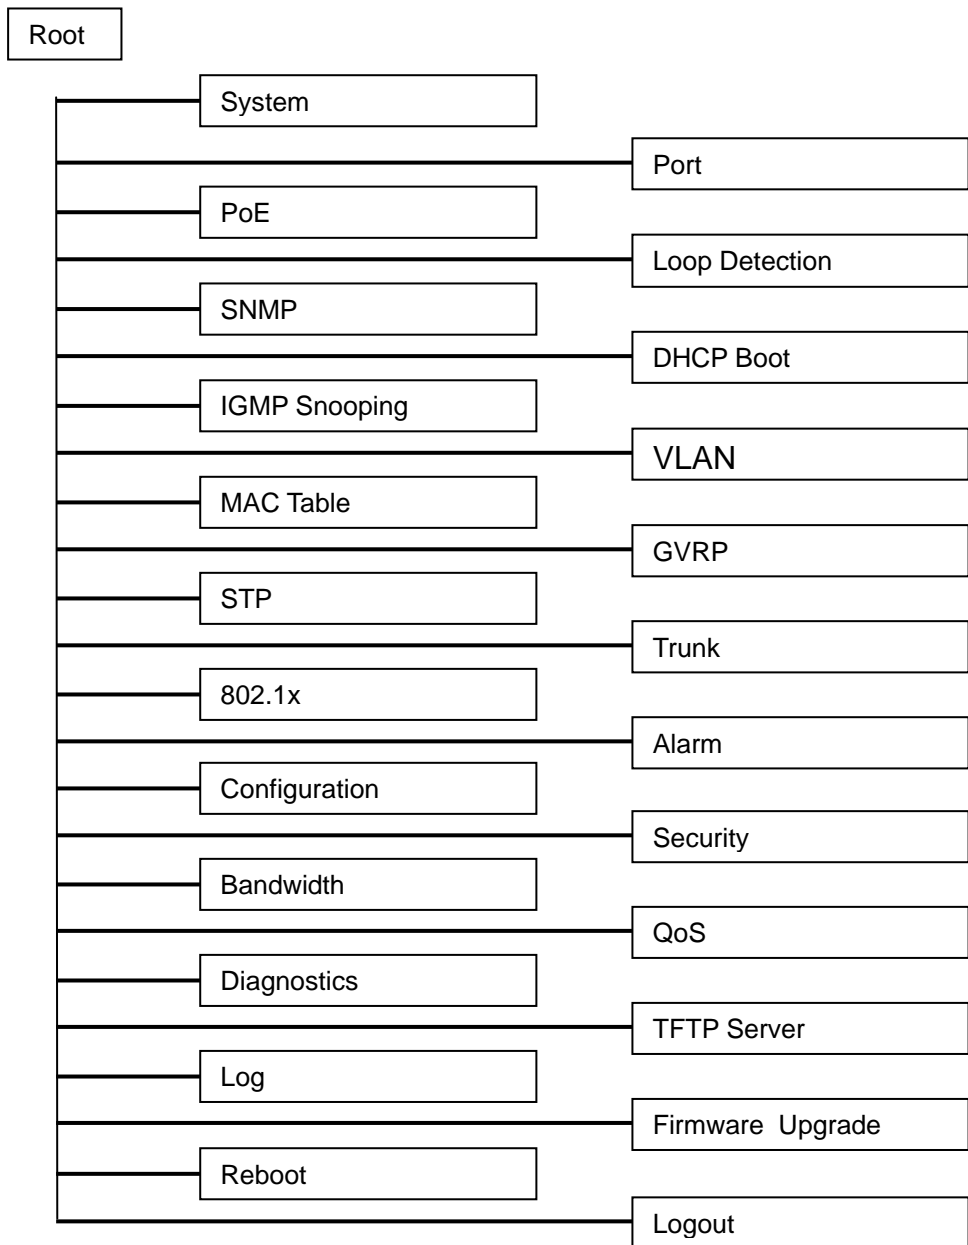 Root
System
Port
PoE
Loop Detection
SNMP
DHCP Boot
IGMP Snooping
VLAN
MAC Table
GVRP
STP
Trunk
802.1x
Alarm
Configuration
Security
Bandwidth
QoS
Diagnostics
TFTP Server
Log
Firmware Upgrade
Reboot
Logout